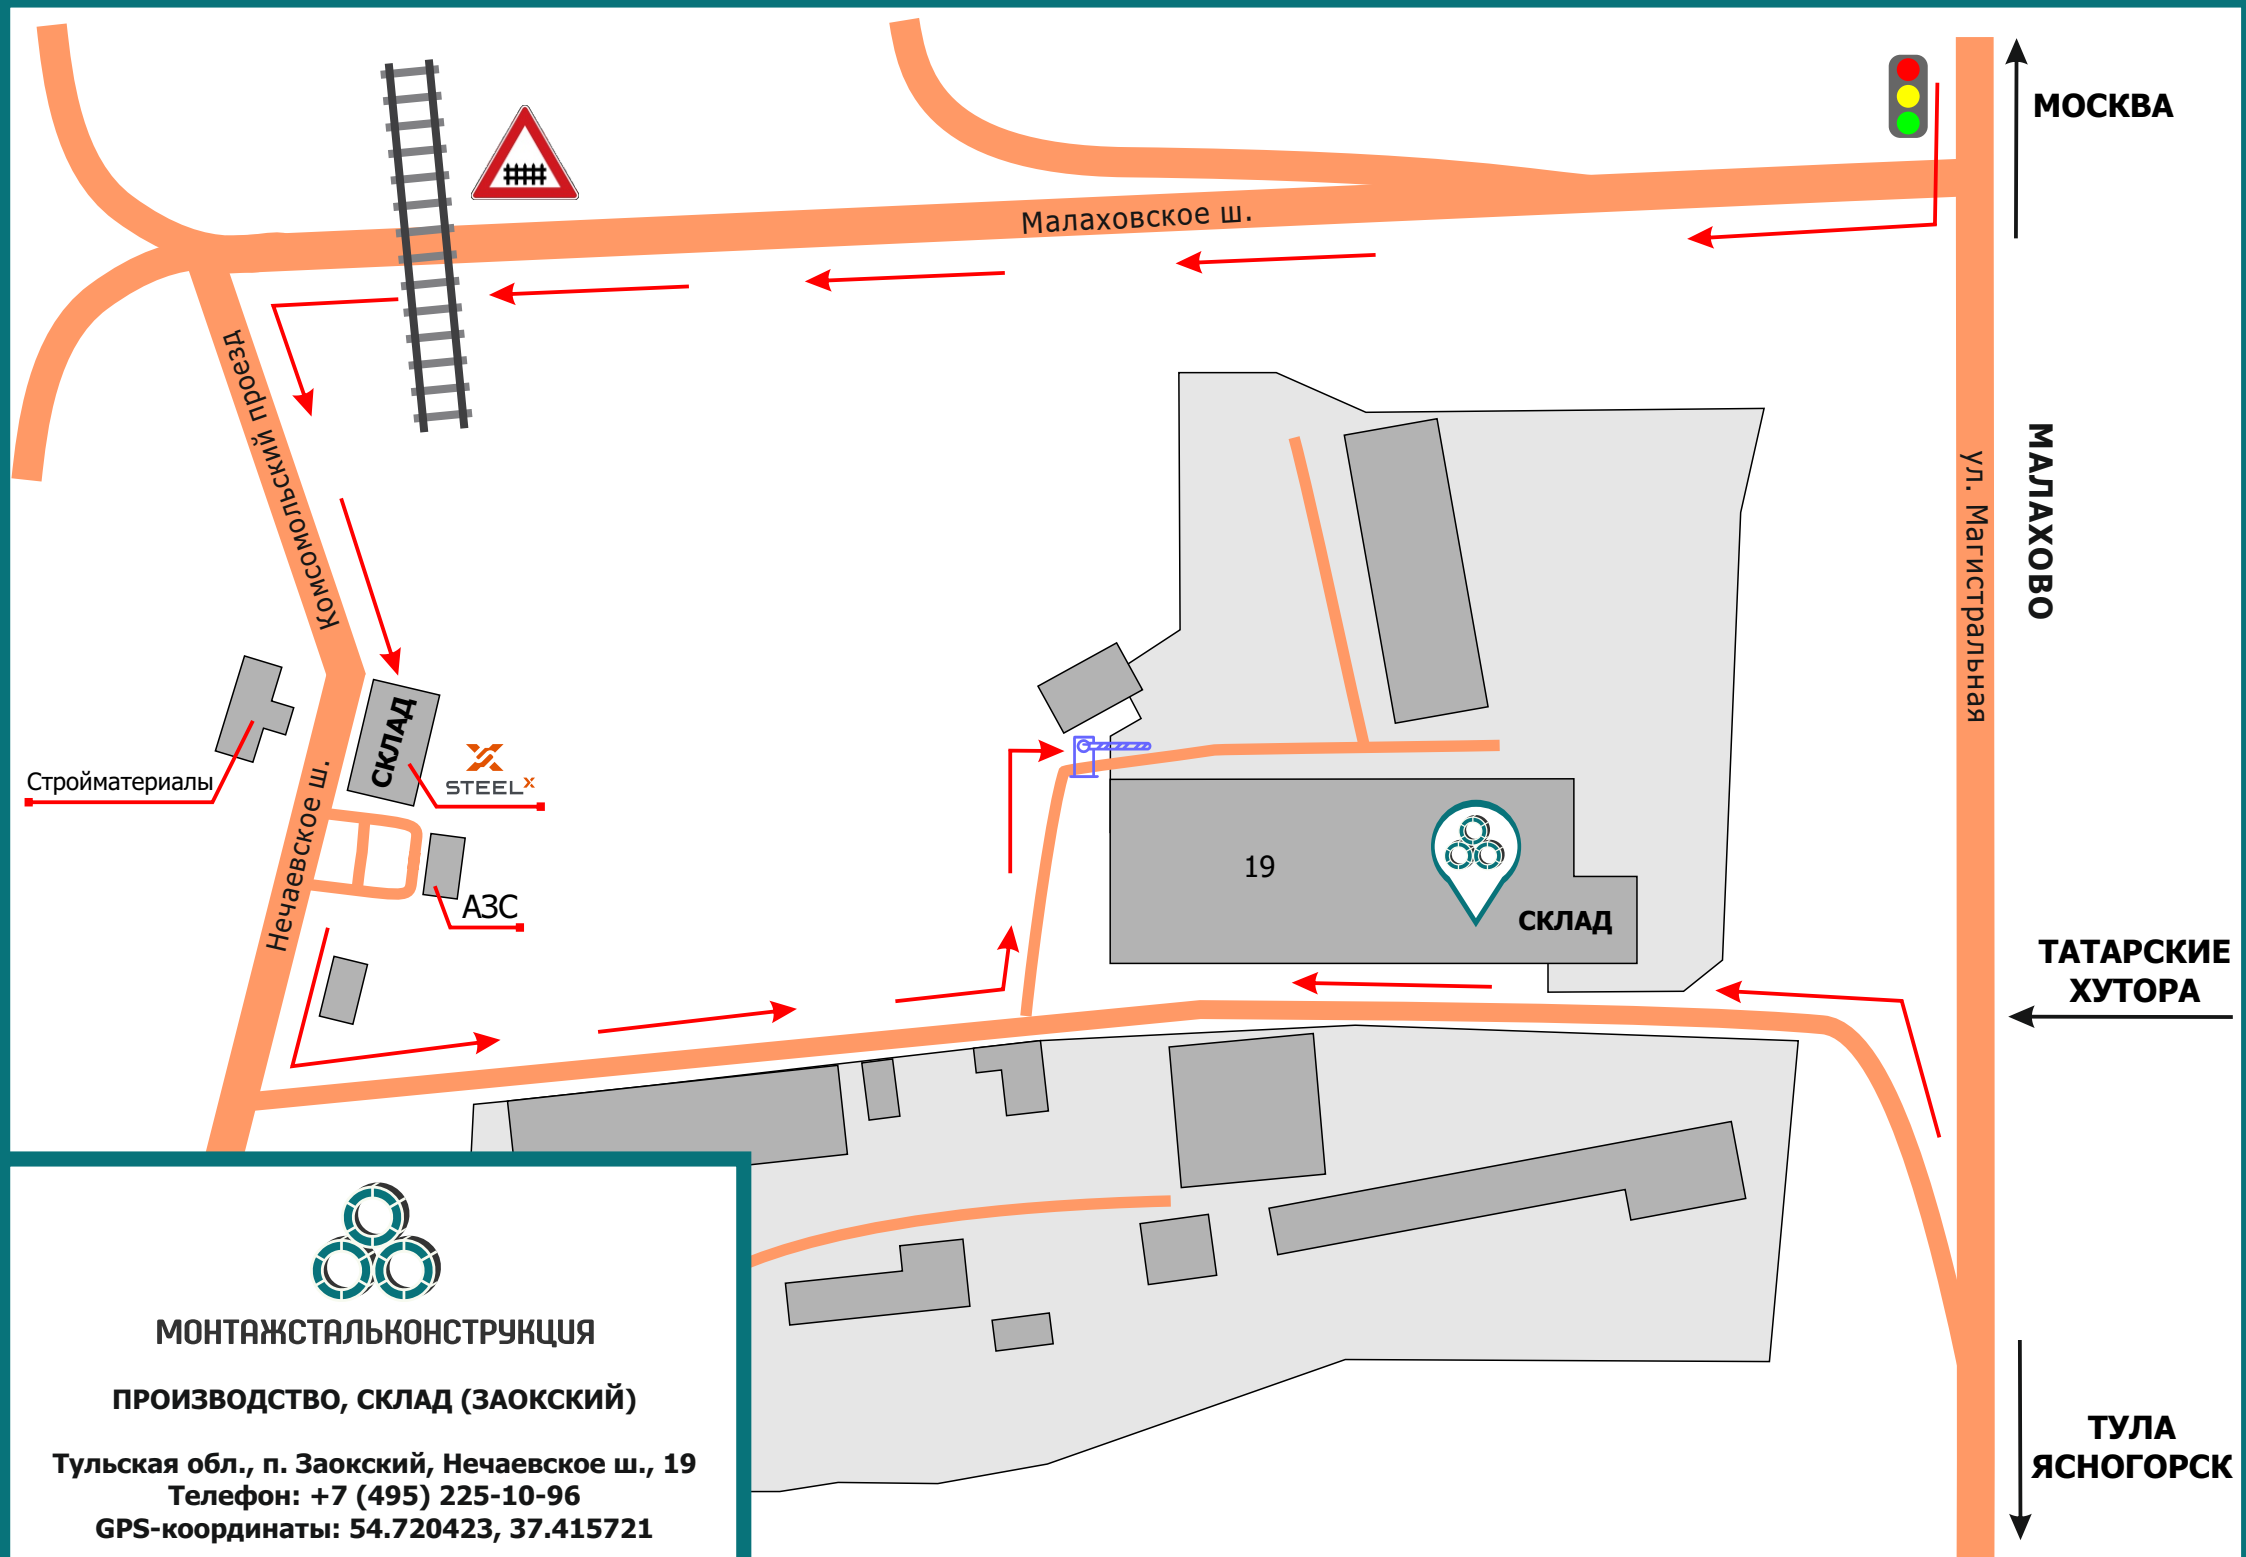 МОСКВА
Малаховское ш.
Комсомольский проезд
МАЛАХОВО
ул. Магистральная
СКЛАД
STEELX
Стройматериалы
Нечаевское ш.
АЗС
19
СКЛАД
ТАТАРСКИЕ
ХУТОРА
МОНТАЖСТАЛЬКОНСТРУКЦИЯ
ПРОИЗВОДСТВО, СКЛАД (ЗАОКСКИЙ)
Тульская обл., п. Заокский, Нечаевское ш., 19
Телефон: +7 (495) 225-10-96
GPS-координаты: 54.720423, 37.415721
ТУЛА
ЯСНОГОРСК